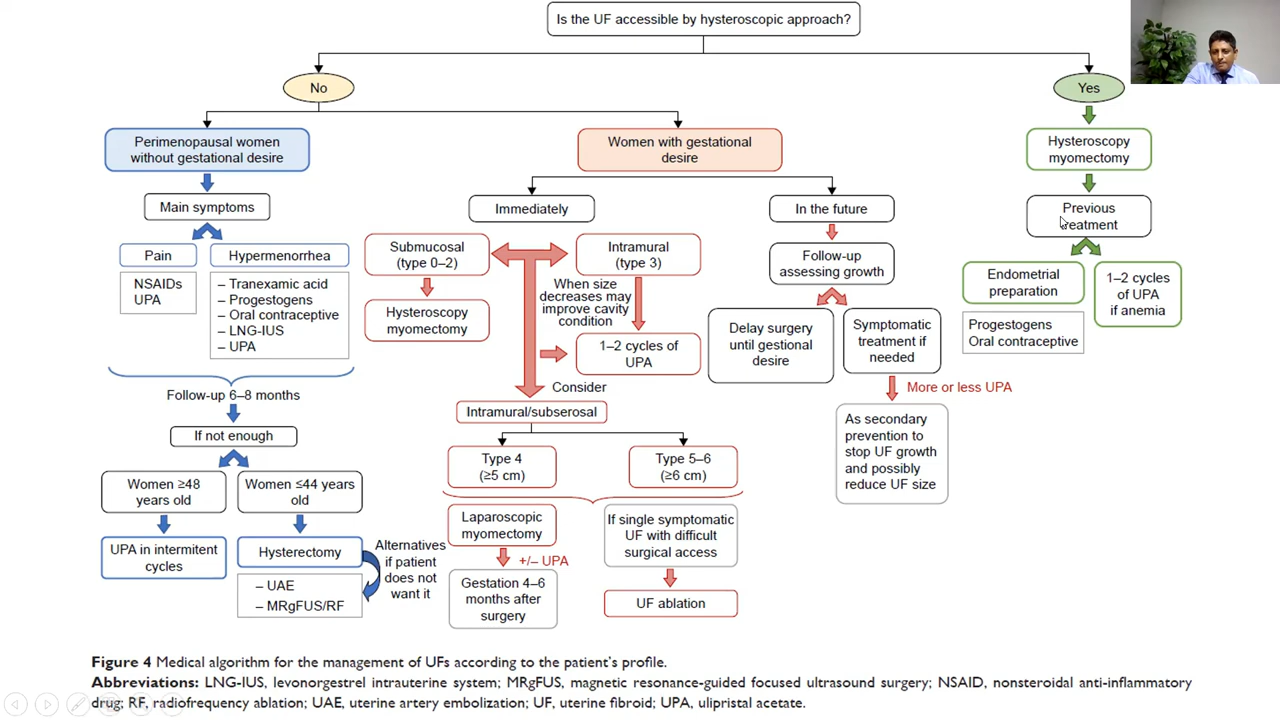 Is the UF accessible by hysteroscopic approach?
No
Yes
Perimenopausal women
without gestational desire
Women with gestational
desire
Hysteroscopy
myomectomy
Main symptoms
Immediately
In the future
Previous
treatment
Pain
Hypermenorrhea
NSAIDs
UPA
– Tranexamic acid
– Progestogens
– Oral contraceptive
– LNG-IUS
– UPA
Follow-up 6–8 months
If not enough
Women ≥48
years old
Women ≤44 years
old
UPA in intermitent
cycles
Hysterectomy
– UAE
– MRgFUS/RF
Alternatives
if patient
does not
want it
Submucosal
(type 0–2)
Intramural
(type 3)
Hysteroscopy
myomectomy
When size
decreases may
improve cavity
condition
1–2 cycles of
UPA
Consider
Intramural/subserosal
Type 4
(≥5 cm)
Type 5–6
(≥6 cm)
Laparoscopic
myomectomy
+/– UPA
Gestation 4–6
months after
surgery
If single symptomatic
UF with difficult
surgical access
UF ablation
Follow-up
assessing growth
Delay surgery
until gestional
desire
Symptomatic
treatment if
needed
More or less UPA
As secondary
prevention to
stop UF growth
and possibly
reduce UF size
Endometrial
preparation
Progestogens
Oral contraceptive
1–2 cycles
of UPA
if anemia
Figure 4 Medical algorithm for the management of UFs according to the patient's profile.
Abbreviations: LNG-IUS, levonorgestrel intrauterine system; MRgFUS, magnetic resonance-guided focused ultrasound surgery; NSAID, nonsteroidal anti-inflammatory
drug; RF, radiofrequency ablation; UAE, uterine artery embolization; UF, uterine fibroid; UPA, ulipristal acetate.